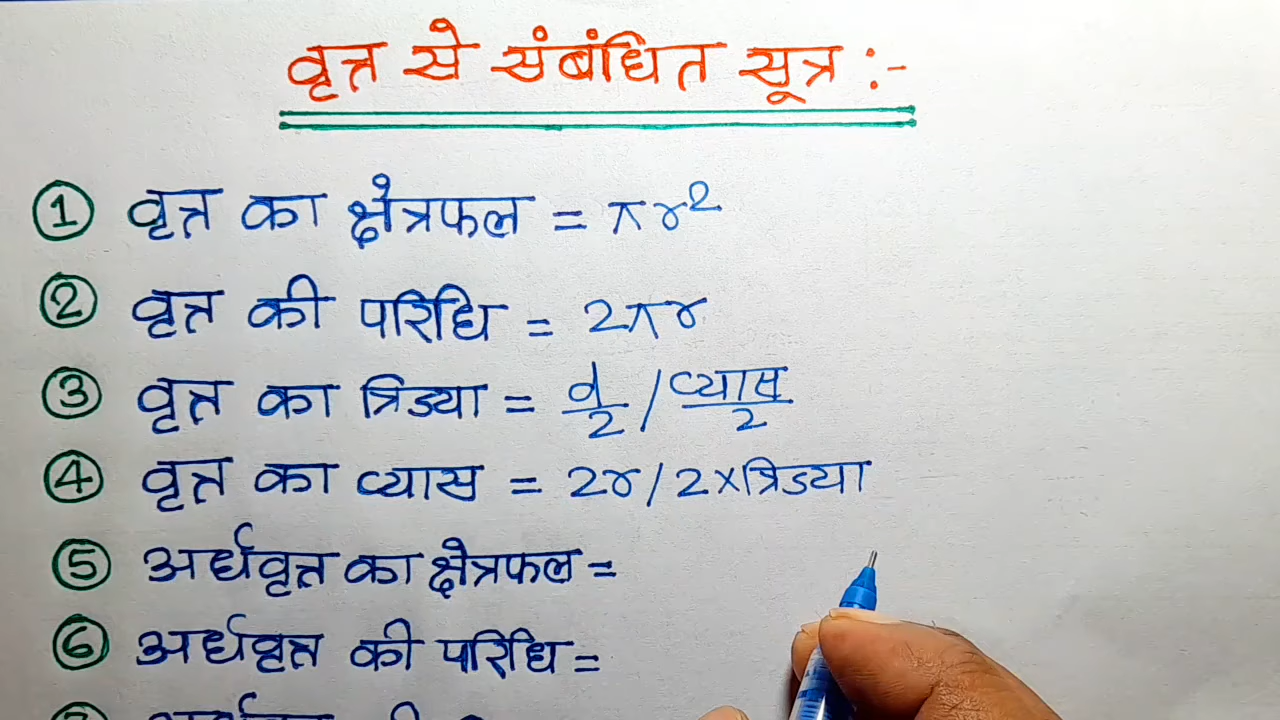 वृत्त से संबंधित सूत्र :-
① वृत्त का क्षेत्रफल = πr²
② वृत्त की परिधि = 2πr
③ वृत्त का त्रिज्या = d/2 / व्यास/2
④ वृत्त का व्यास = 2r / 2×त्रिज्या
⑤ अर्धवृत्त का क्षेत्रफल =
⑥ अर्धवृत्त की परिधि =